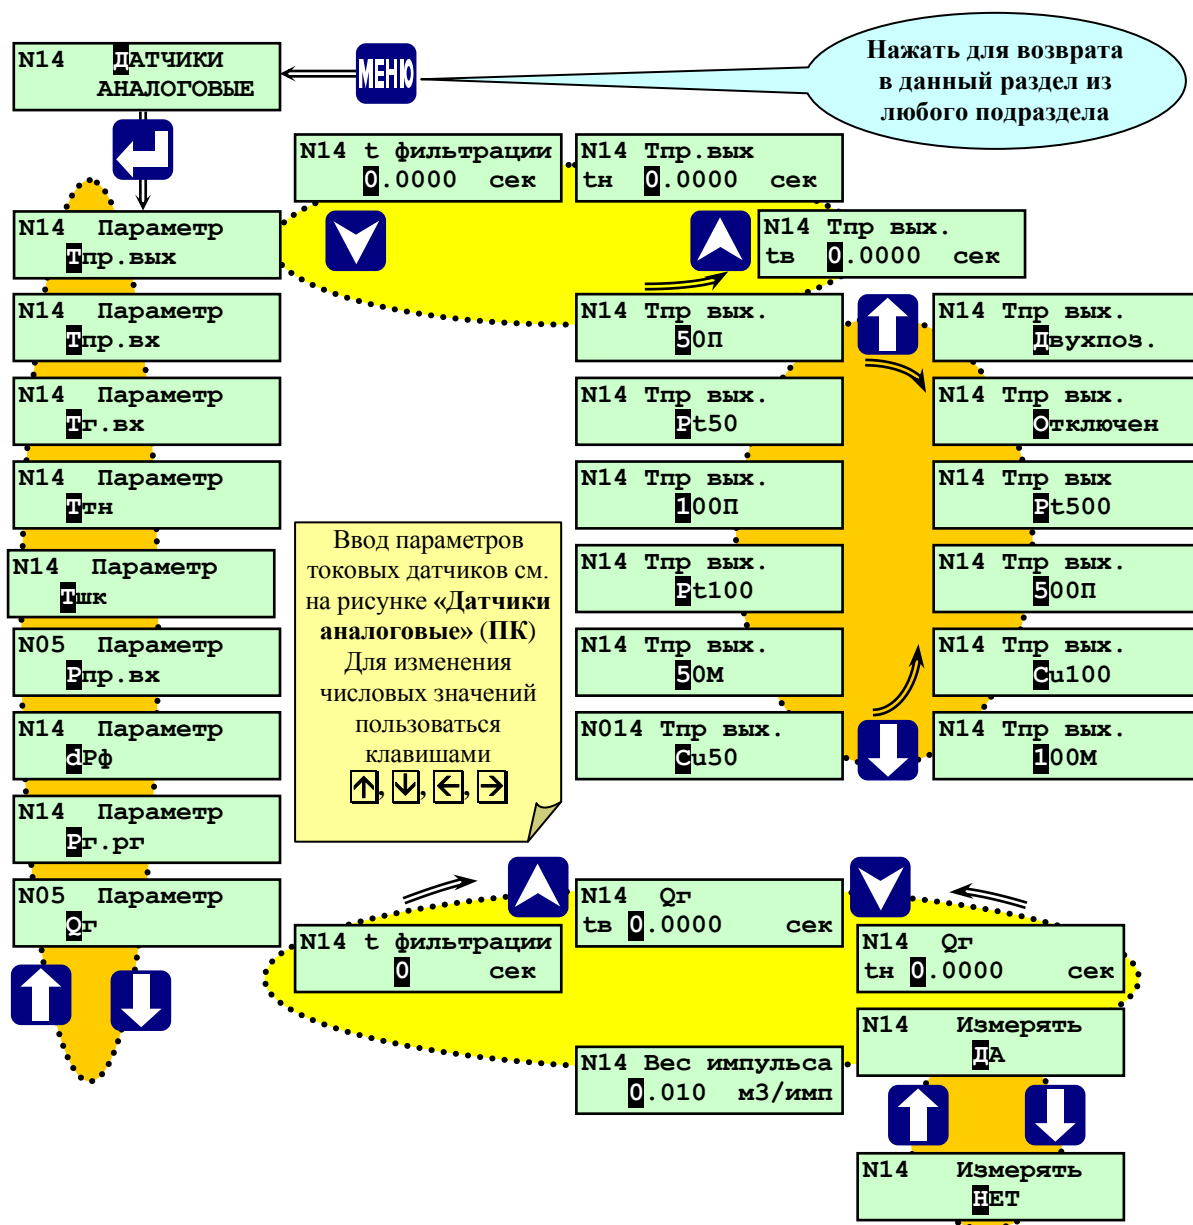 N14 ДАТЧИКИ
АНАЛОГОВЫЕ
МЕНЮ
Нажать для возврата
в данный раздел из
любого подраздела
N14 t фильтрации
0.0000 сек
N14 Тпр.вых
tн 0.0000 сек
N14 Тпр вых.
tв 0.0000 сек
N14 Параметр
Тпр.вых
N14 Параметр
Тпр.вх
N14 Параметр
Тг.вх
N14 Параметр
Ттн
N14 Параметр
Тшк
N05 Параметр
Рпр.вх
N14 Параметр
dРф
N14 Параметр
Рг.рг
N05 Параметр
Qг
N14 Тпр вых.
50П
N14 Тпр вых.
Pt50
N14 Тпр вых.
100П
N14 Тпр вых.
Pt100
N14 Тпр вых.
50М
N014 Тпр вых.
Cu50
N14 Тпр вых.
Двухпоз.
N14 Тпр вых.
Отключен
N14 Тпр вых
Pt500
N14 Тпр вых.
500П
N14 Тпр вых.
Cu100
N14 Тпр вых.
100М
Ввод параметров
токовых датчиков см.
на рисунке «Датчики
аналоговые» (ПК)
Для изменения
числовых значений
пользоваться
клавишами
↑, ↓, ←, →
N14 t фильтрации
0 сек
N14 Qг
tв 0.0000 сек
N14 Qг
tн 0.0000 сек
N14 Вес импульса
0.010 м3/имп
N14 Измерять
ДА
N14 Измерять
НЕТ